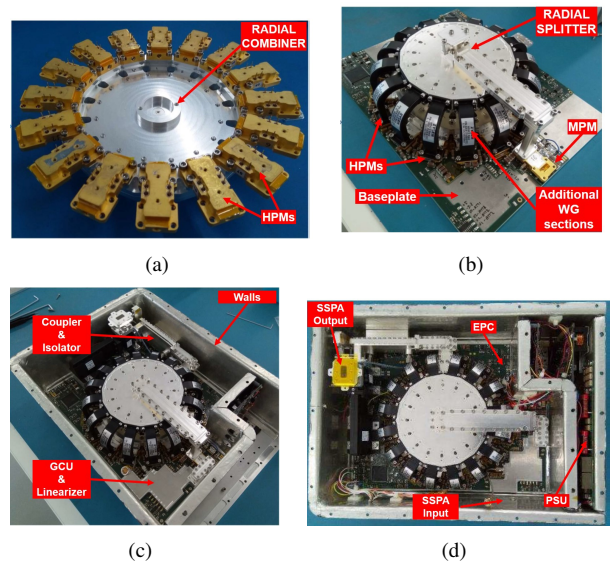 RADIAL
COMBINER
HPMs
(a)
RADIAL
SPLITTER
MPM
HPMs
Baseplate
Additional
WG
sections
(b)
Walls
Coupler
&
Isolator
GCU
&
Linearizer
(c)
SSPA
Output
EPC
SSPA
Input
PSU
(d)